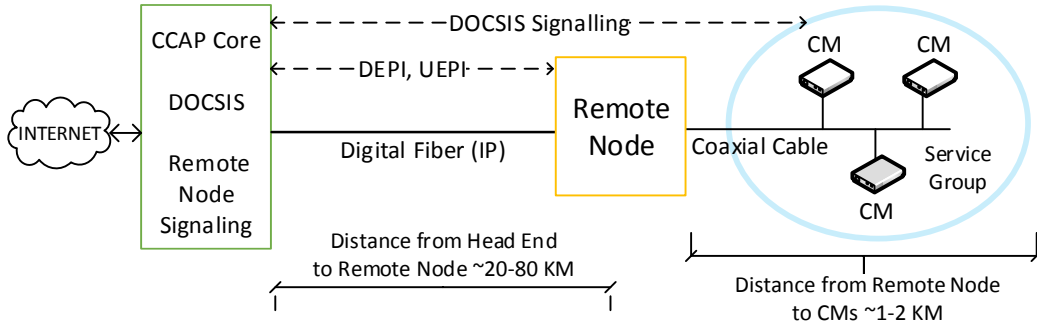 DOCSIS Signalling
CCAP Core
DEPI, UEPI
DOCSIS
INTERNET
Remote
Node
Signaling
Digital Fiber (IP)
Remote
Node
Coaxial Cable
CM
CM
CM
Service
Group
Distance from Head End
to Remote Node ~20-80 KM
Distance from Remote Node
to CMs ~1-2 KM